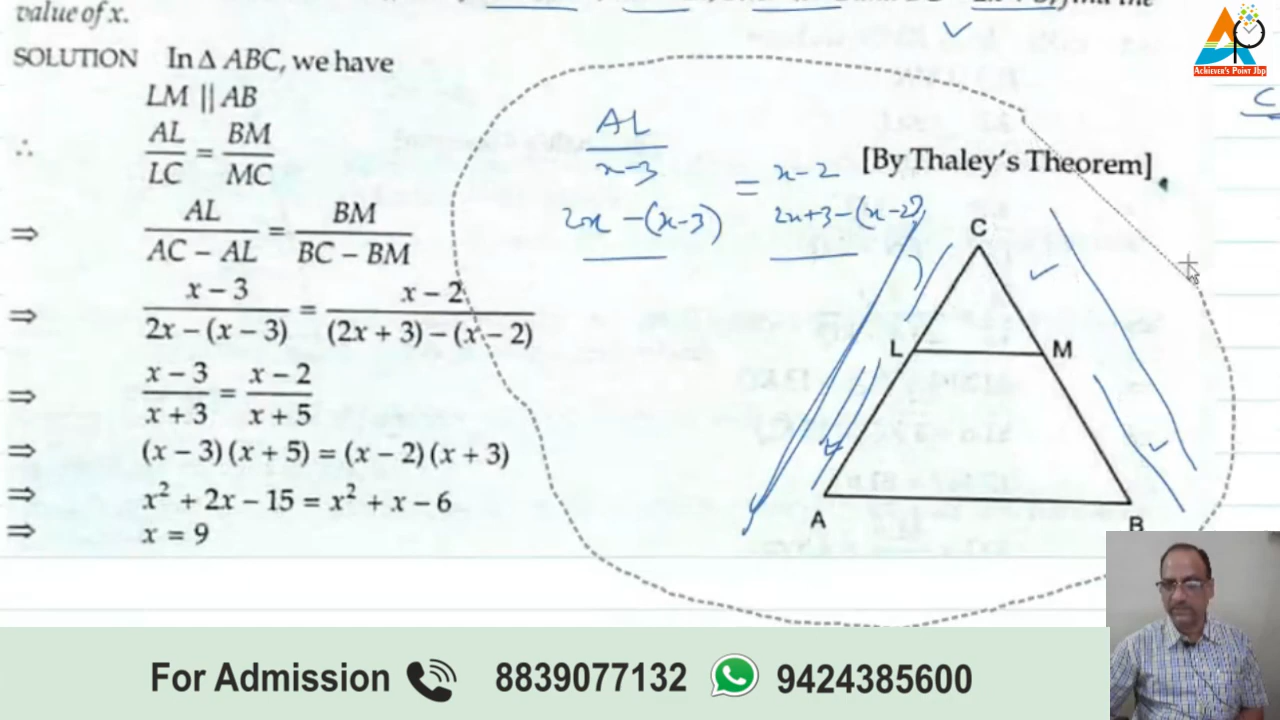 value of x.
SOLUTION In Δ ABC, we have
LM || AB
∴ AL/LC = BM/MC [By Thaley's Theorem]
⇒ AL/(AC − AL) = BM/(BC − BM)
⇒ (x − 3)/(2x − (x − 3)) = (x − 2)/((2x + 3) − (x − 2))
⇒ (x − 3)/(x + 3) = (x − 2)/(x + 5)
⇒ (x − 3)(x + 5) = (x − 2)(x + 3)
⇒ x² + 2x − 15 = x² + x − 6
⇒ x = 9
AL
x-3 = x-2
2x -(x-3) 2x+3-(x-2)
C
L M
A B
C
Achiever's Point Jbp
For Admission 8839077132 9424385600